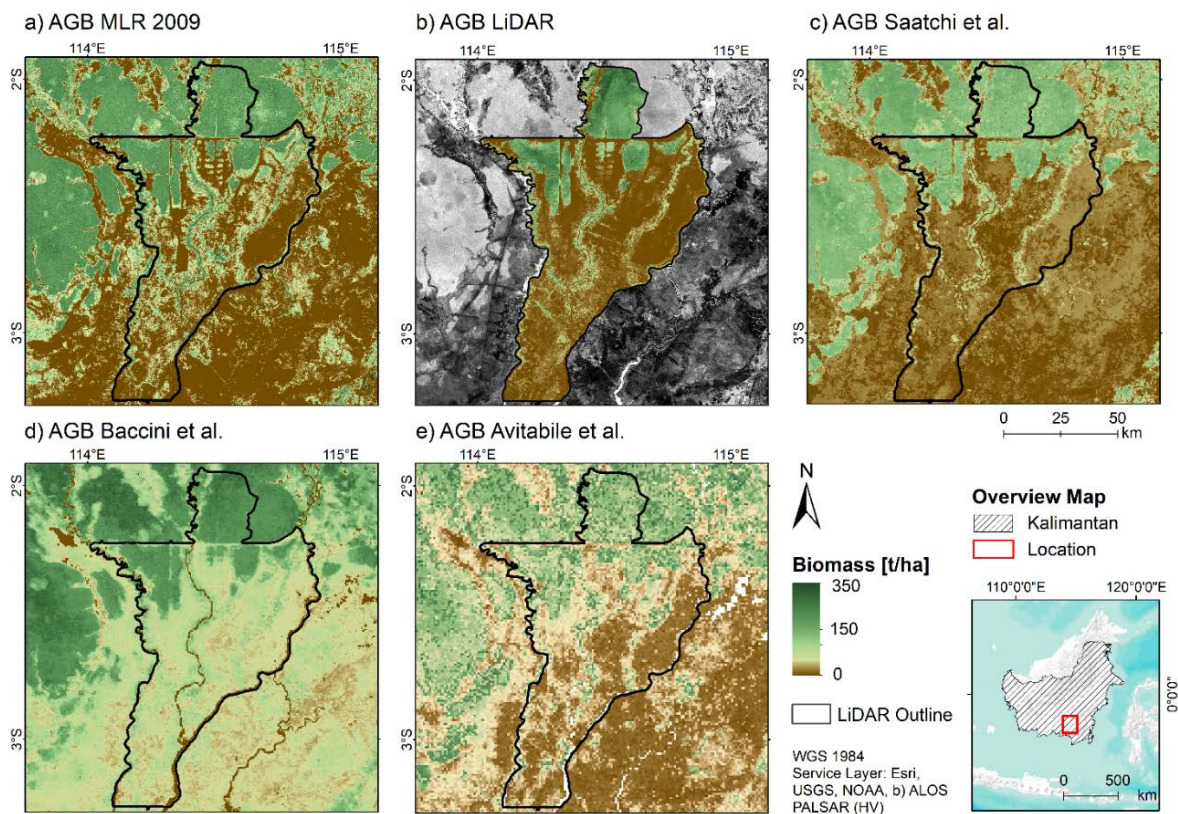 a) AGB MLR 2009
b) AGB LiDAR
c) AGB Saatchi et al.
114°E
115°E
114°E
115°E
114°E
115°E
2°S
2°S
2°S
3°S
3°S
3°S
0 25 50
km
d) AGB Baccini et al.
e) AGB Avitabile et al.
114°E
115°E
114°E
115°E
2°S
2°S
3°S
3°S
N
Biomass [t/ha]
350
150
0
LiDAR Outline
WGS 1984
Service Layer: Esri,
USGS, NOAA, b) ALOS
PALSAR (HV)
Overview Map
Kalimantan
Location
110°0'0"E
120°0'0"E
0°0'0"
0 500
km